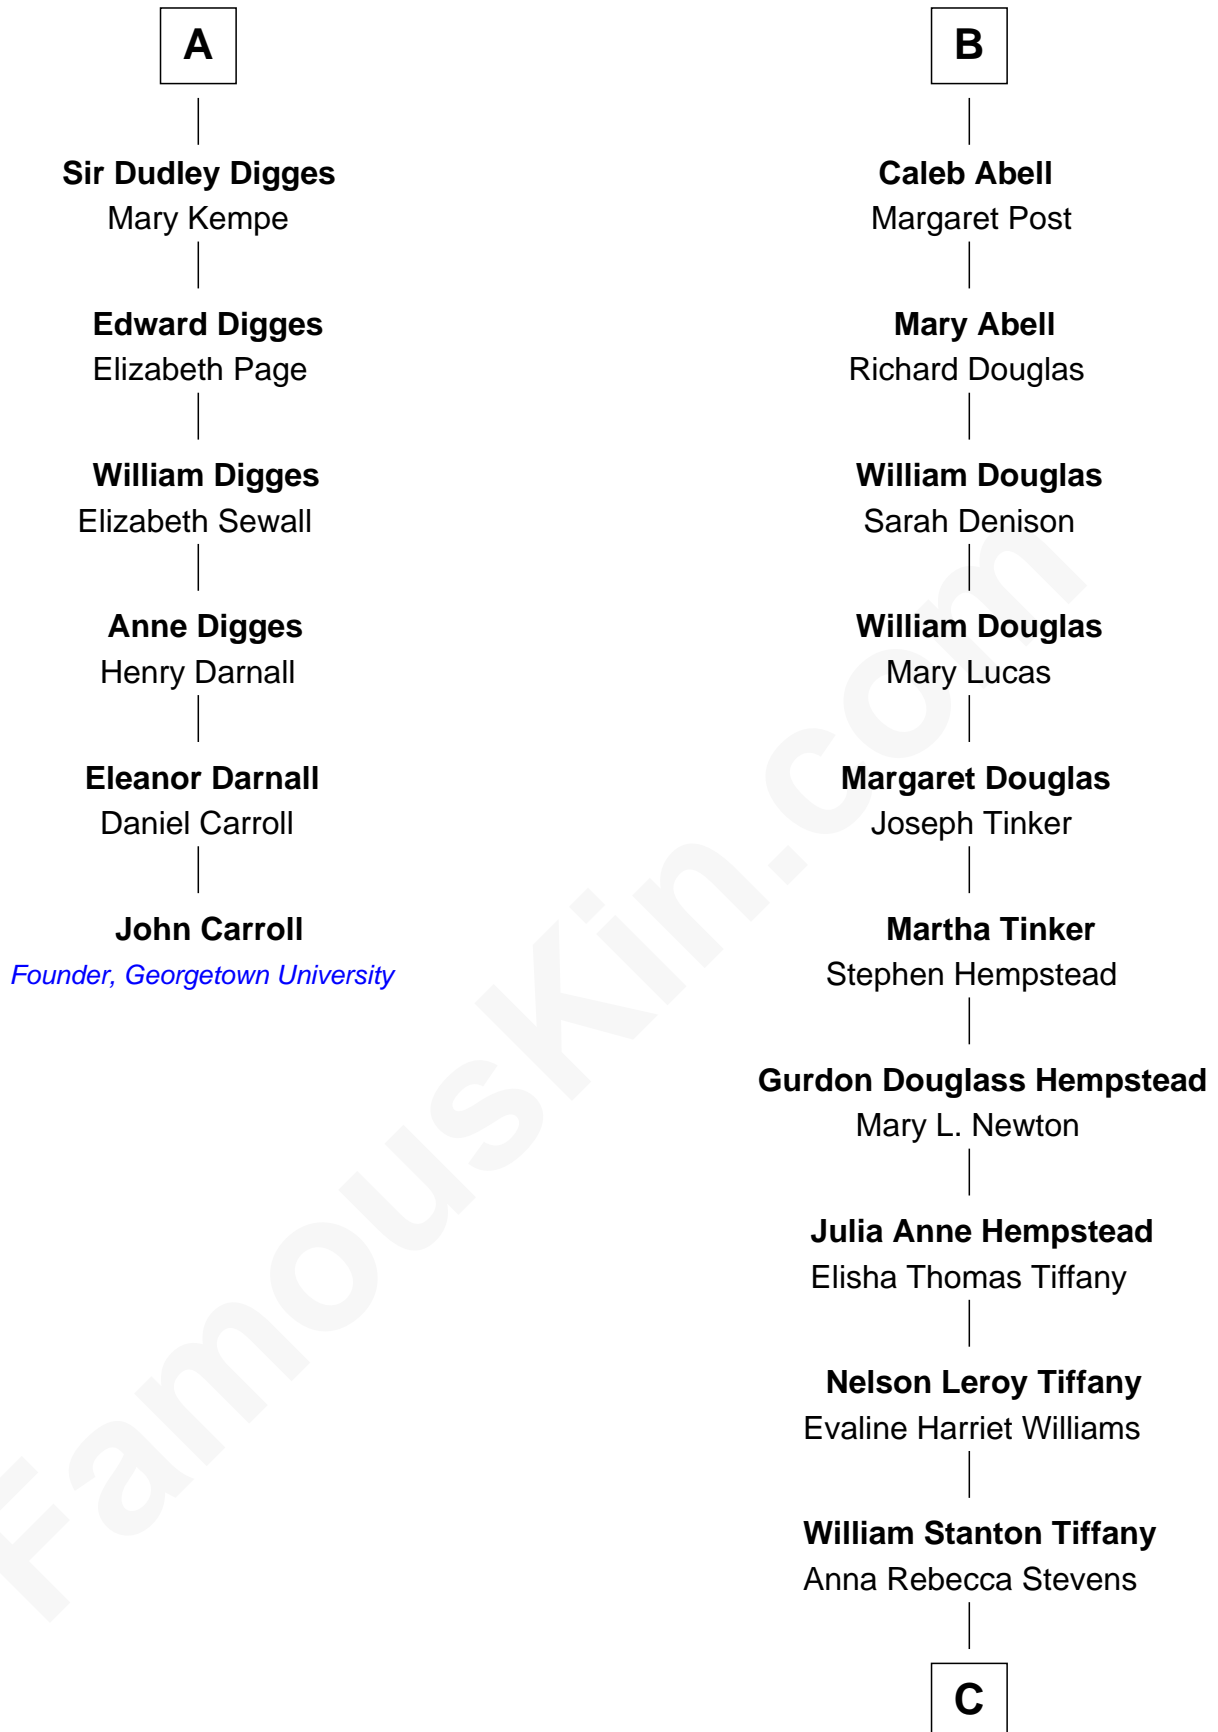 A
Sir Dudley Digges
Mary Kempe
Edward Digges
Elizabeth Page
William Digges
Elizabeth Sewall
Anne Digges
Henry Darnall
Eleanor Darnall
Daniel Carroll
John Carroll
Founder, Georgetown University
B
Caleb Abell
Margaret Post
Mary Abell
Richard Douglas
William Douglas
Sarah Denison
William Douglas
Mary Lucas
Margaret Douglas
Joseph Tinker
Martha Tinker
Stephen Hempstead
Gurdon Douglass Hempstead
Mary L. Newton
Julia Anne Hempstead
Elisha Thomas Tiffany
Nelson Leroy Tiffany
Evaline Harriet Williams
William Stanton Tiffany
Anna Rebecca Stevens
C
FamousKin.com